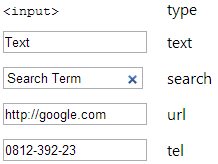 <input> type
Text text
Search Term search
http://google.com url
0812-392-23 tel